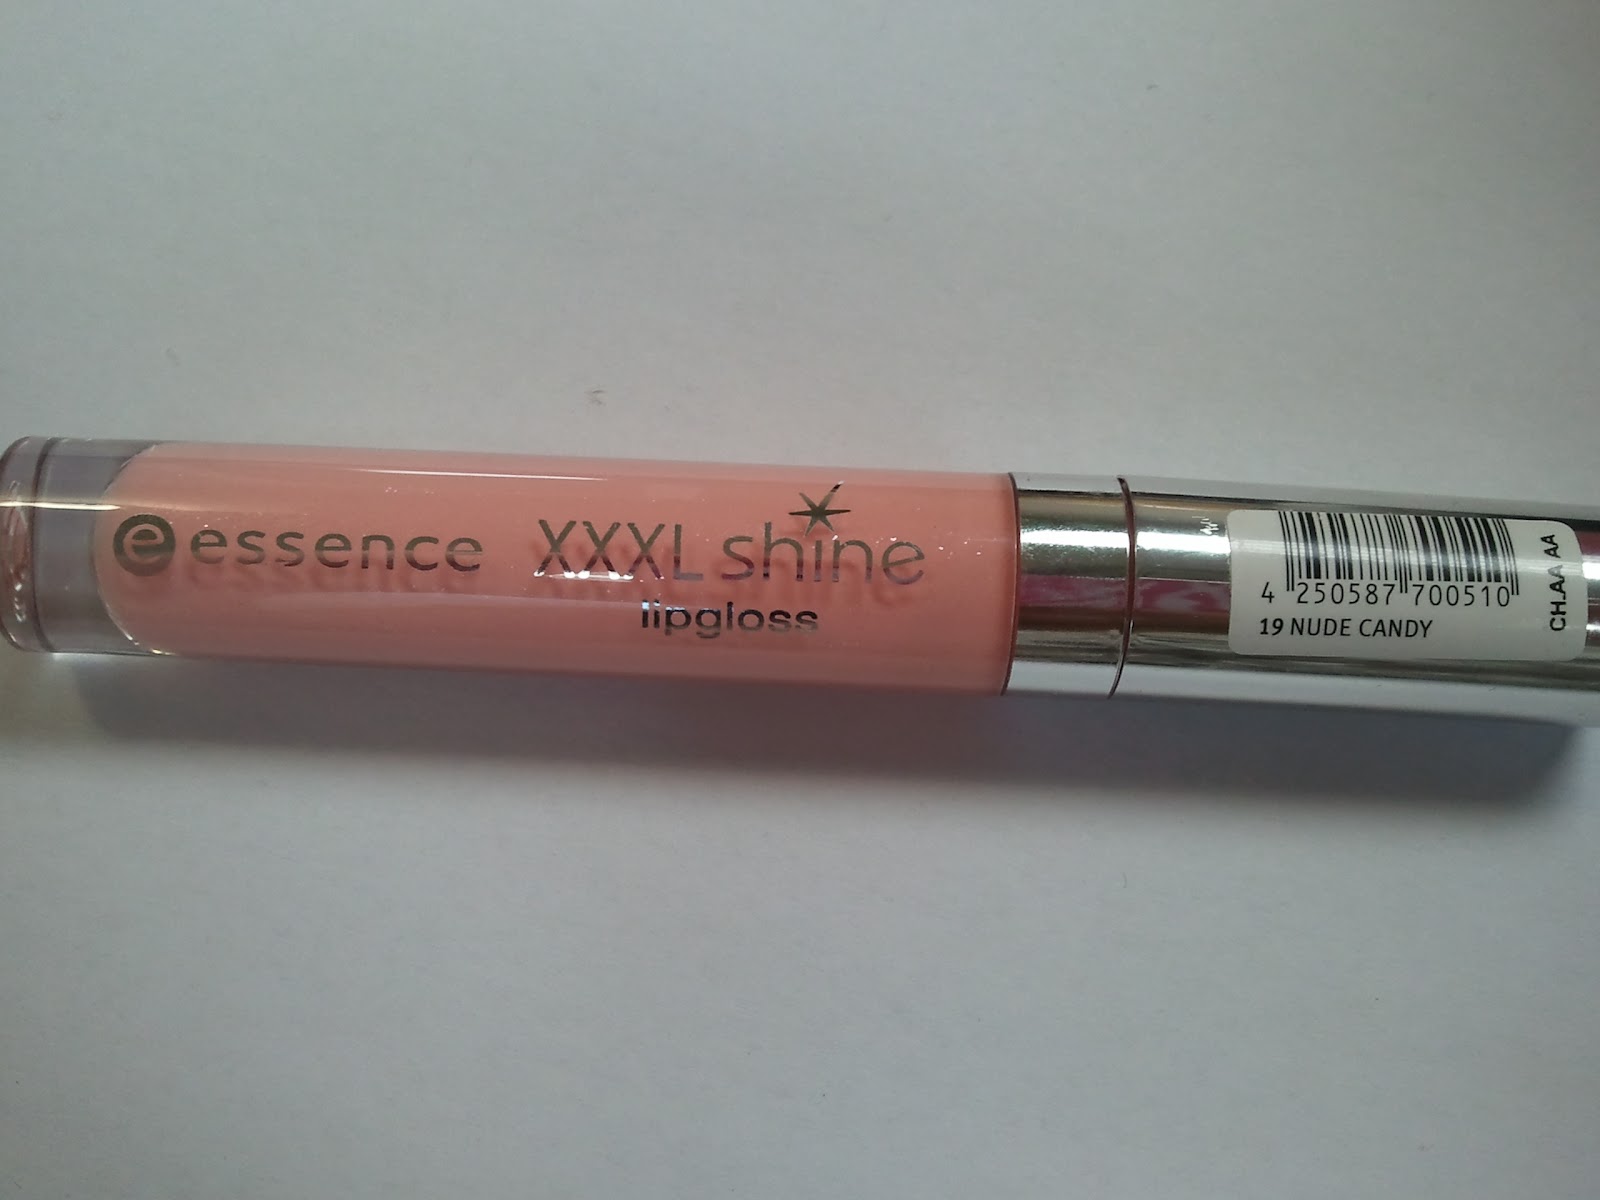 e essence XXXL shine
lipgloss
4 250587 700510
19 NUDE CANDY
CH.AA AA